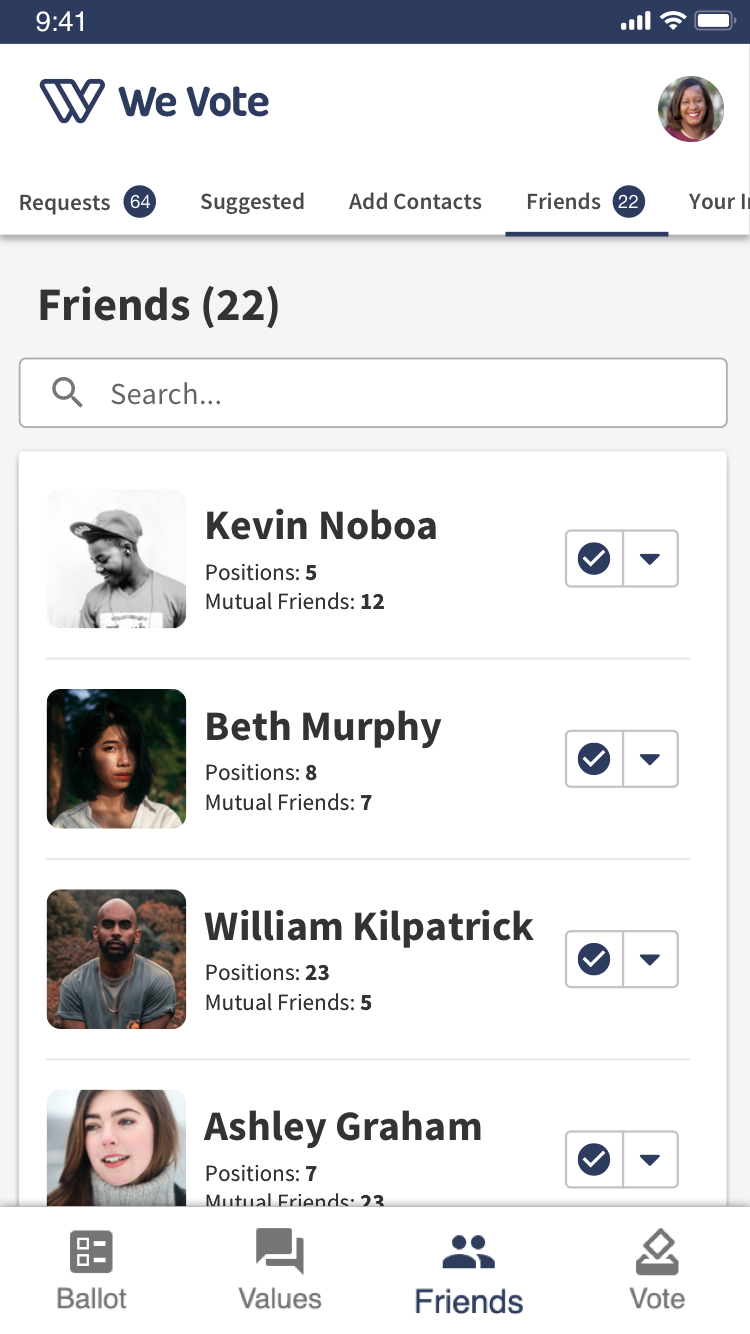 9:41
We Vote
Requests 64 Suggested Add Contacts Friends 22 Your
Friends (22)
Search...
Kevin Noboa
Positions: 5
Mutual Friends: 12
Beth Murphy
Positions: 8
Mutual Friends: 7
William Kilpatrick
Positions: 23
Mutual Friends: 5
Ashley Graham
Positions: 7
Mutual Friends: 23
Ballot Values Friends Vote